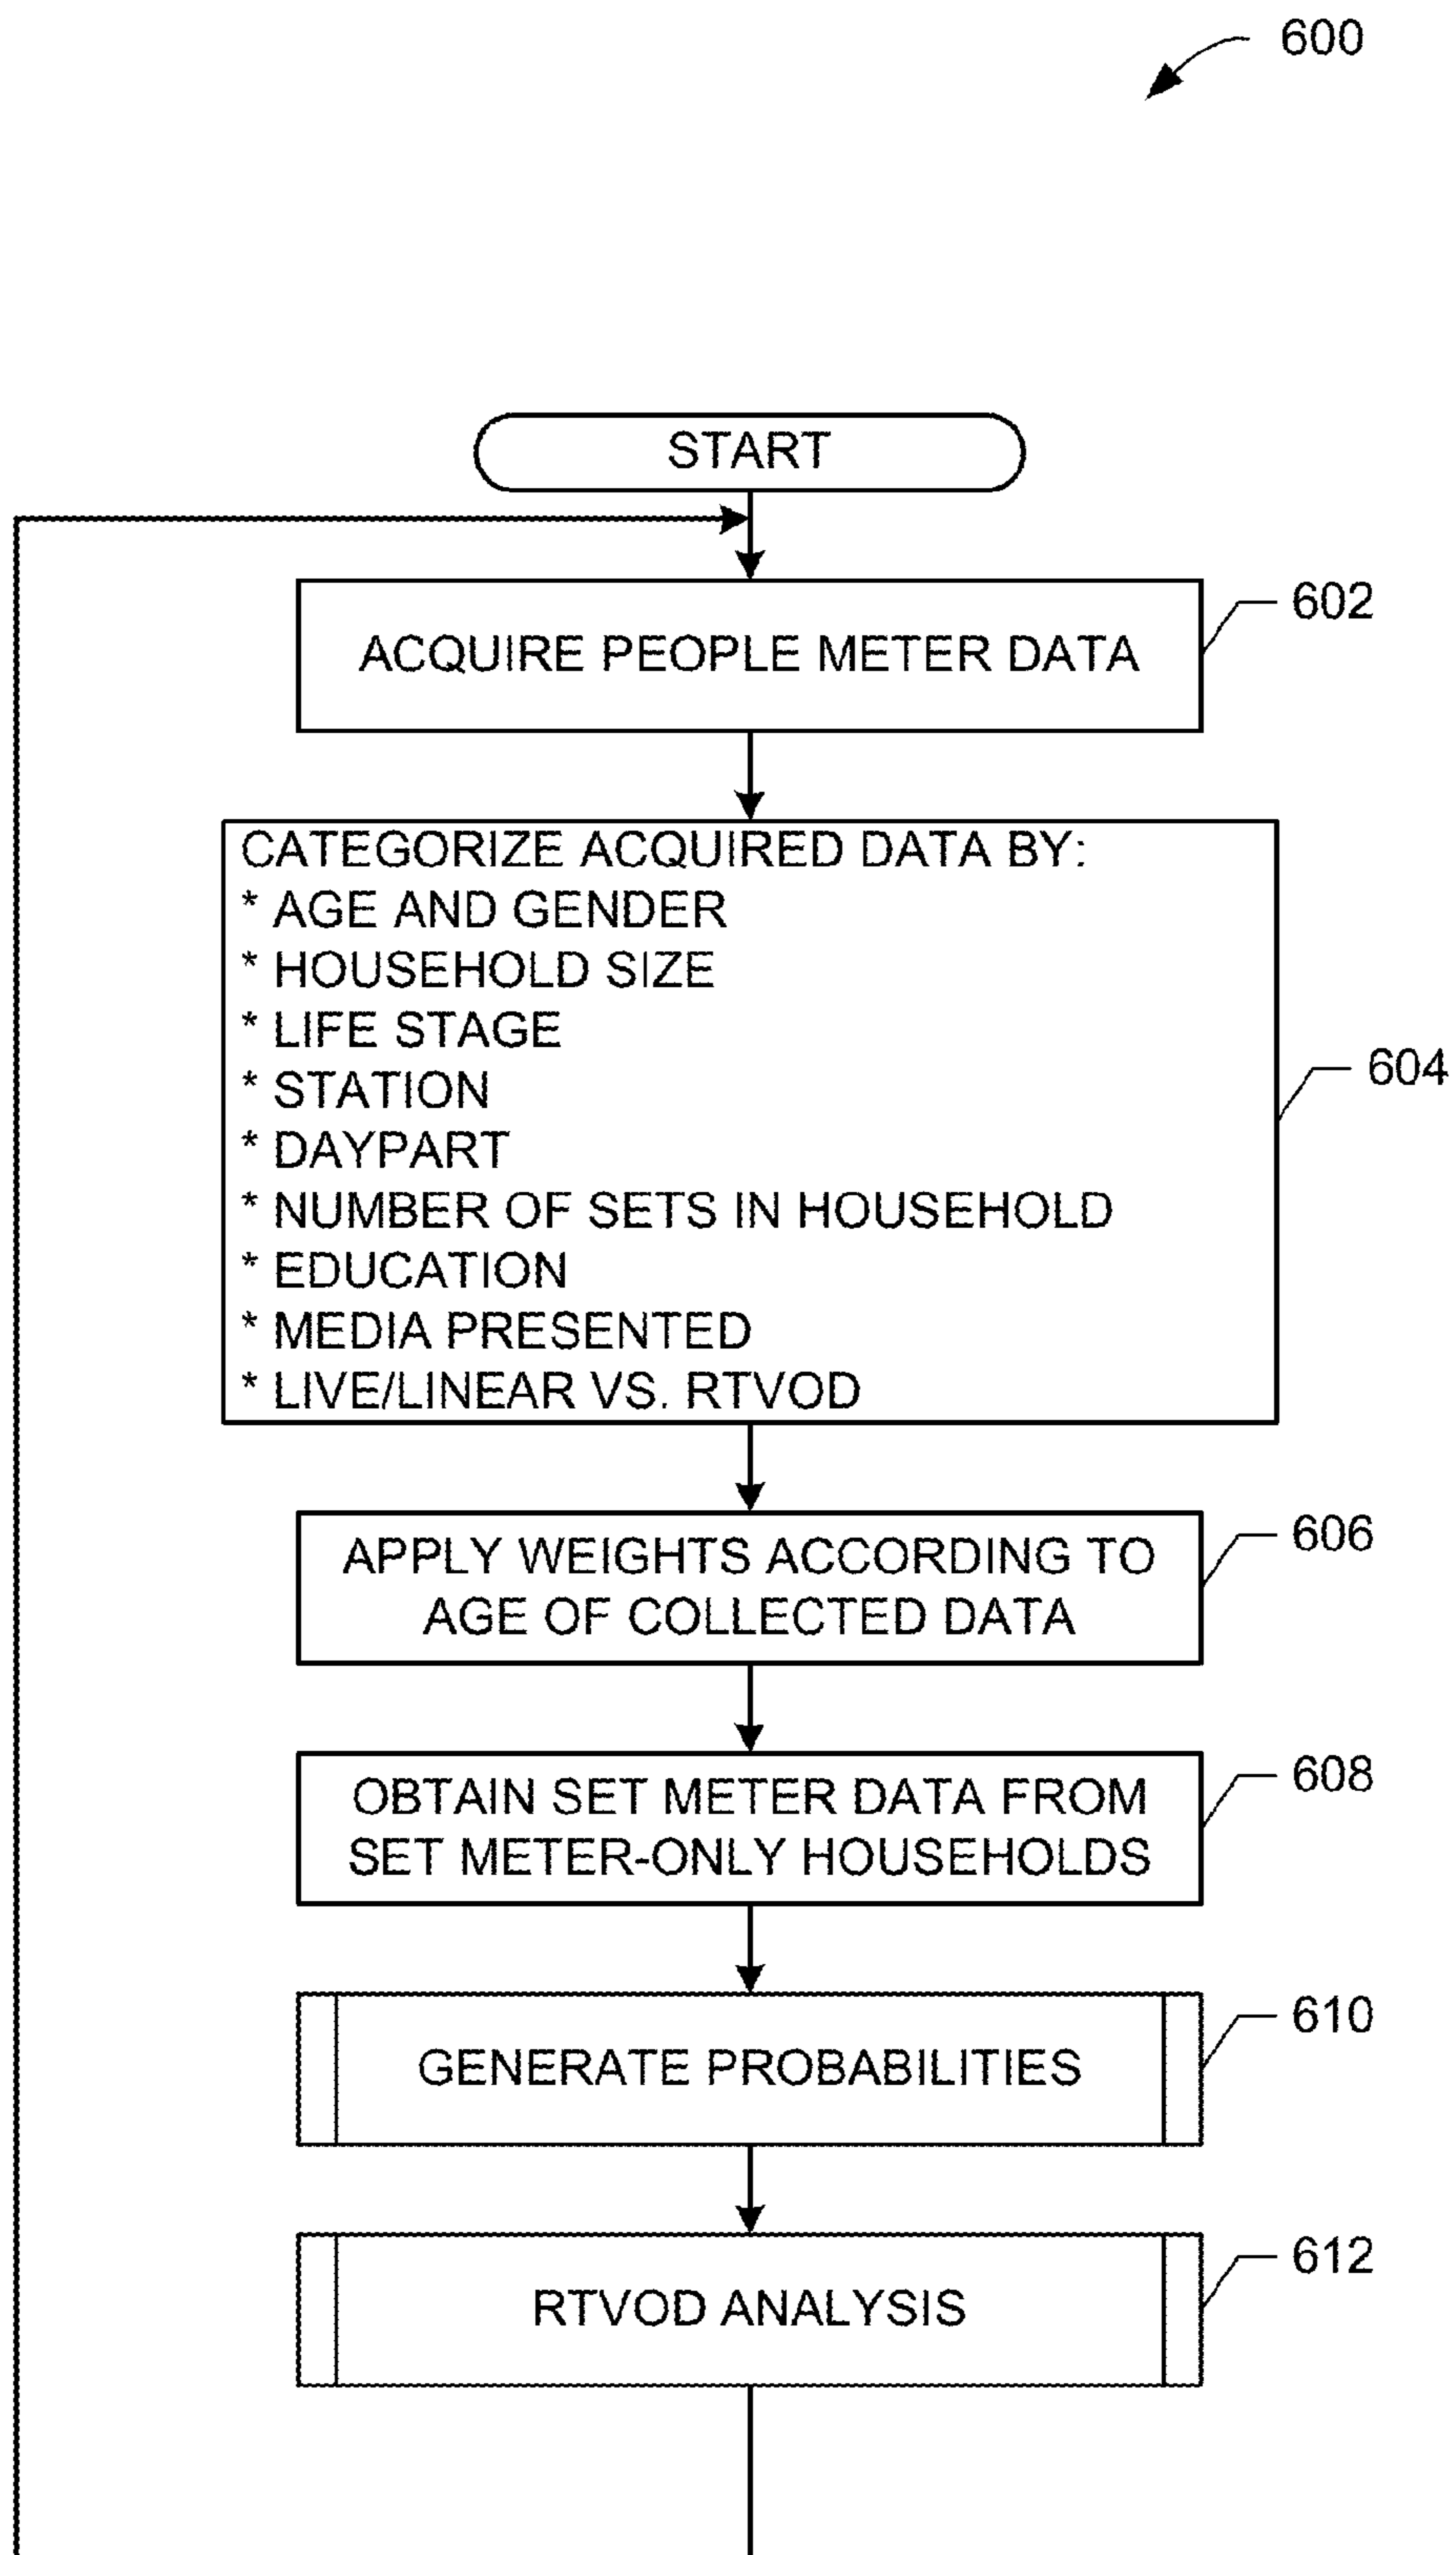 600
START
602
ACQUIRE PEOPLE METER DATA
CATEGORIZE ACQUIRED DATA BY:
* AGE AND GENDER
* HOUSEHOLD SIZE
* LIFE STAGE
* STATION
* DAYPART
* NUMBER OF SETS IN HOUSEHOLD
* EDUCATION
* MEDIA PRESENTED
* LIVE/LINEAR VS. RTVOD
604
606
APPLY WEIGHTS ACCORDING TO
AGE OF COLLECTED DATA
608
OBTAIN SET METER DATA FROM
SET METER-ONLY HOUSEHOLDS
610
GENERATE PROBABILITIES
612
RTVOD ANALYSIS